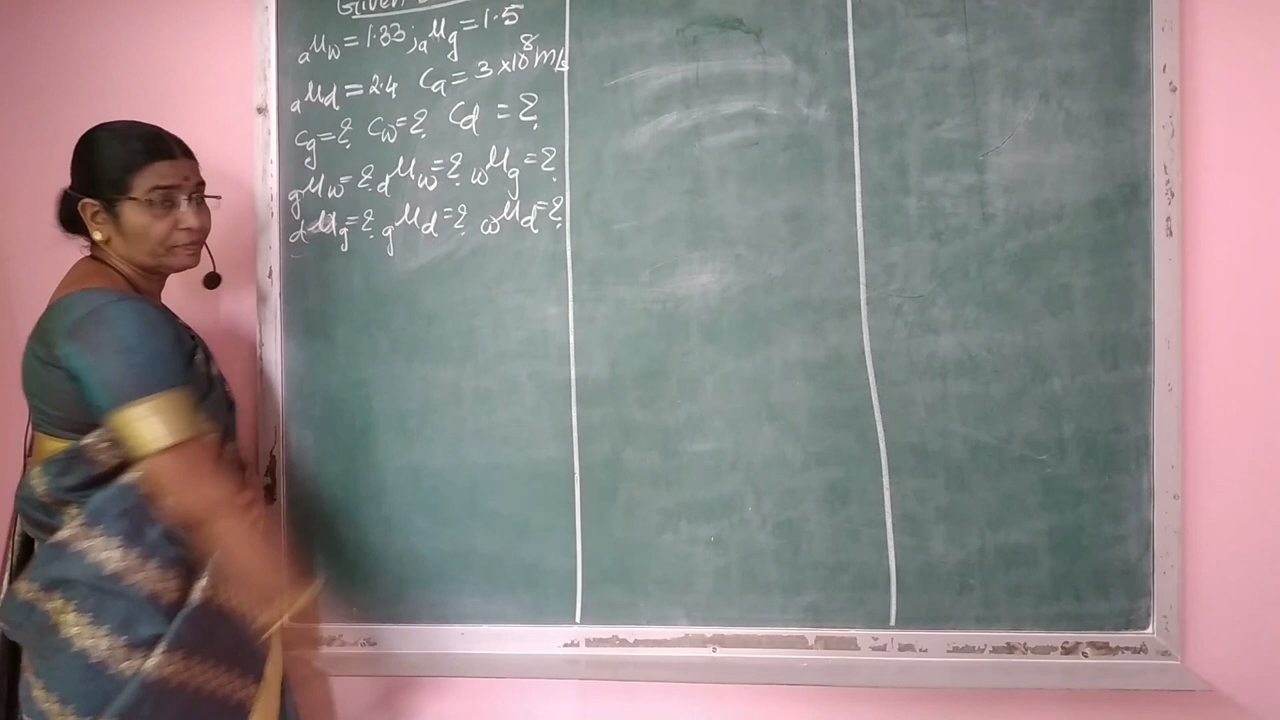 Given
aμw = 1.33 ; aμg = 1.5
aμd = 2.4 Ca = 3 × 10⁸ m/s
Cg = ? Cw = ? Cd = ?
gμw = ? dμw = ? wμg = ?
dμg = ? gμd = ? wμd = ?